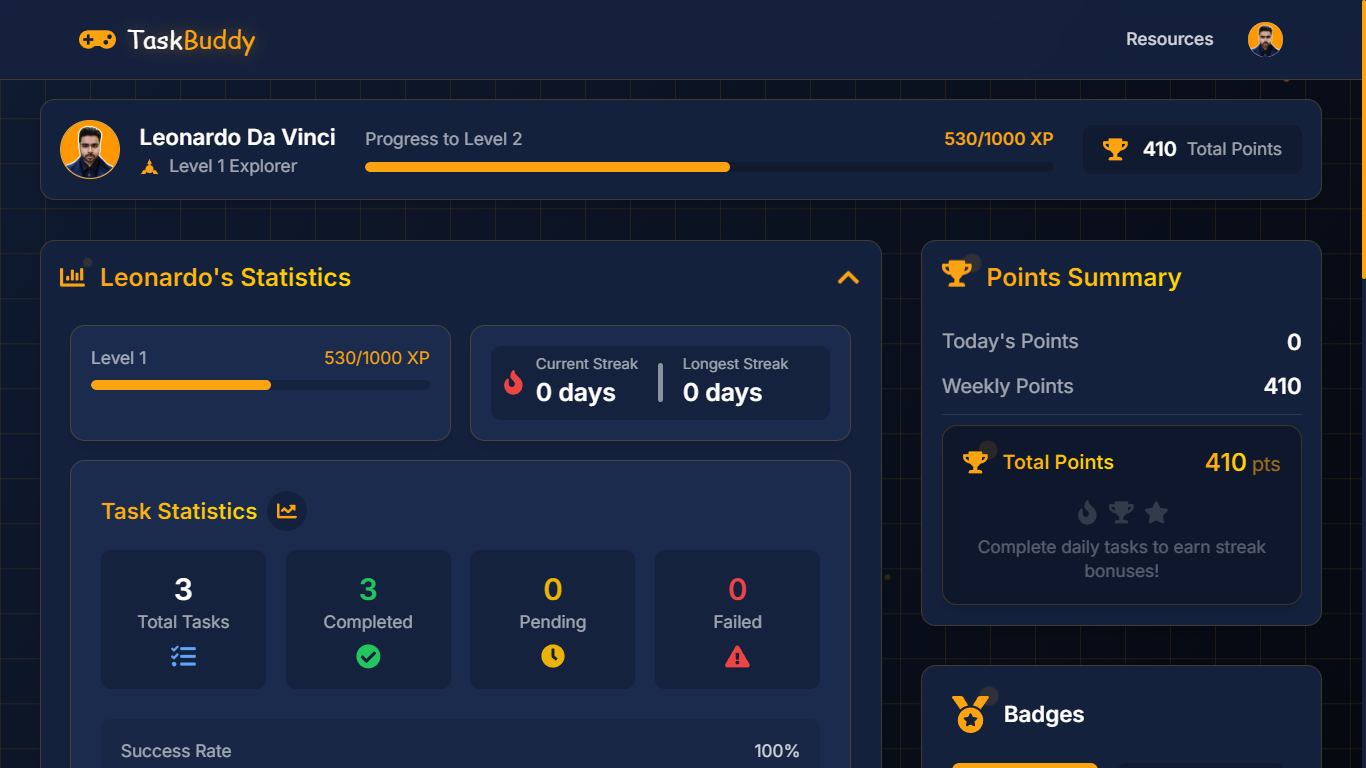 TaskBuddy
Resources
Leonardo Da Vinci
Level 1 Explorer
Progress to Level 2
530/1000 XP
410 Total Points
Leonardo's Statistics
Level 1
530/1000 XP
Current Streak
0 days
Longest Streak
0 days
Task Statistics
3
Total Tasks
3
Completed
0
Pending
0
Failed
Success Rate
100%
Points Summary
Today's Points
0
Weekly Points
410
Total Points
410 pts
Complete daily tasks to earn streak
bonuses!
Badges